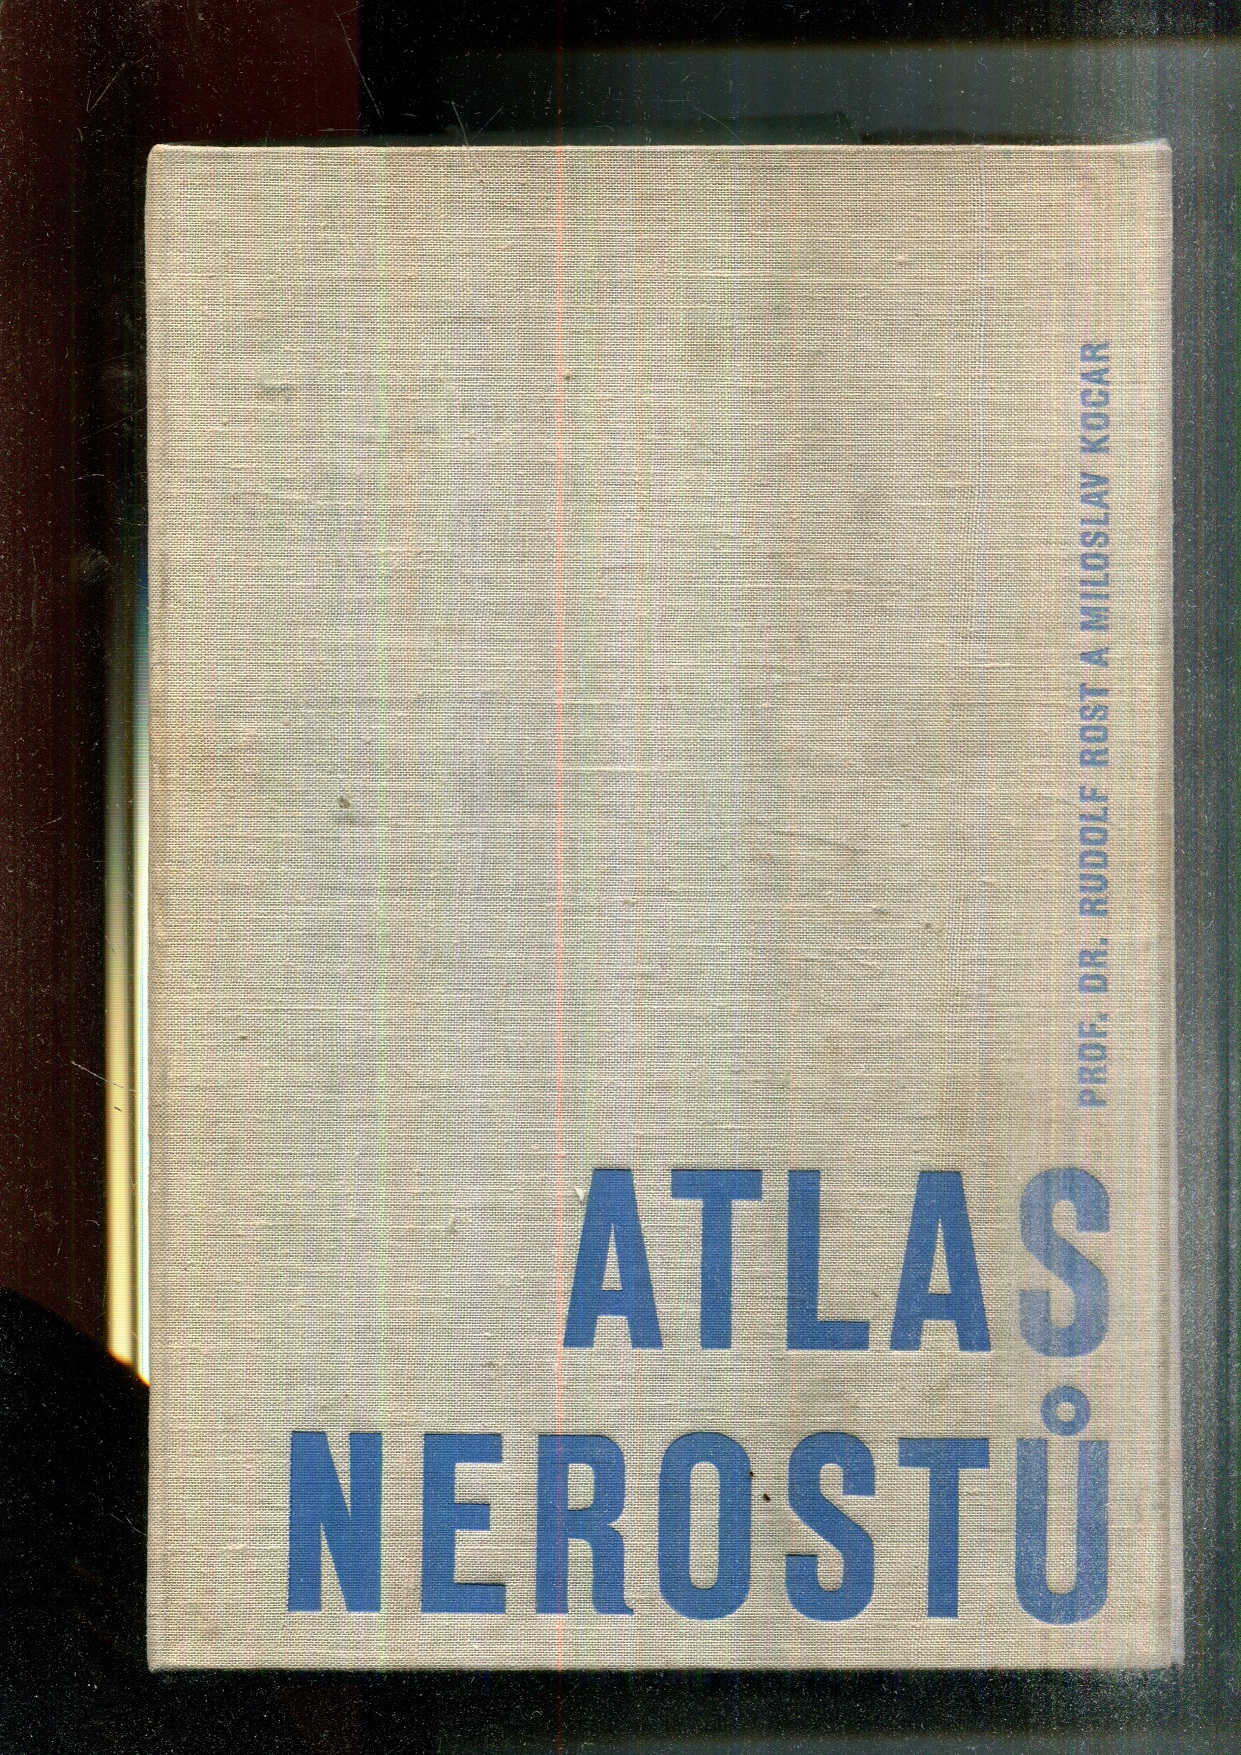 PROF. DR. RUDOLF ROST A MILOSLAV KOCAR
ATLAS
NEROSTŮ